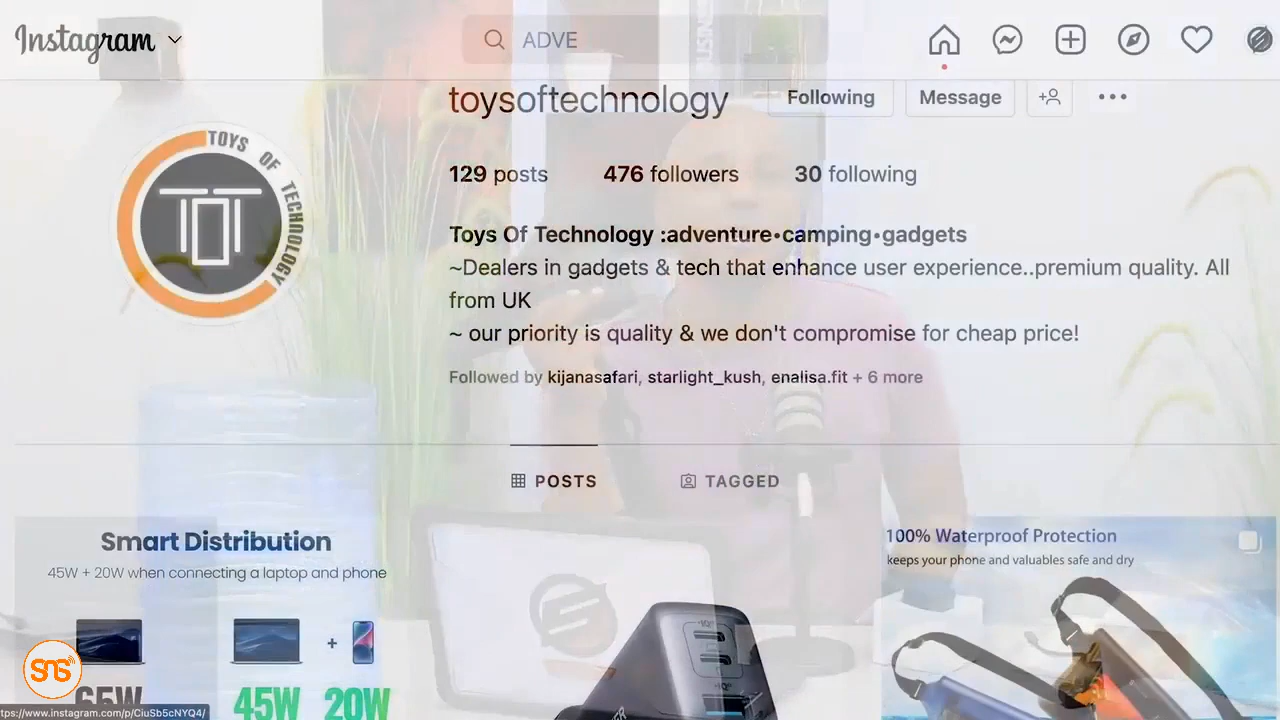 Instagram
ADVE
toysoftechnology
Following
Message
129 posts
476 followers
30 following
TOYS OF TECHNOLOGY
TOT
Toys Of Technology :adventure•camping•gadgets
~Dealers in gadgets & tech that enhance user experience..premium quality. All
from UK
~ our priority is quality & we don't compromise for cheap price!
Followed by kijanasafari, starlight_kush, enalisa.fit + 6 more
POSTS
TAGGED
Smart Distribution
45W + 20W when connecting a laptop and phone
+
65W
45W
20W
100% Waterproof Protection
keeps your phone and valuables safe and dry
SNS
tps://www.instagram.com/p/CiuSb5cNYQ4/